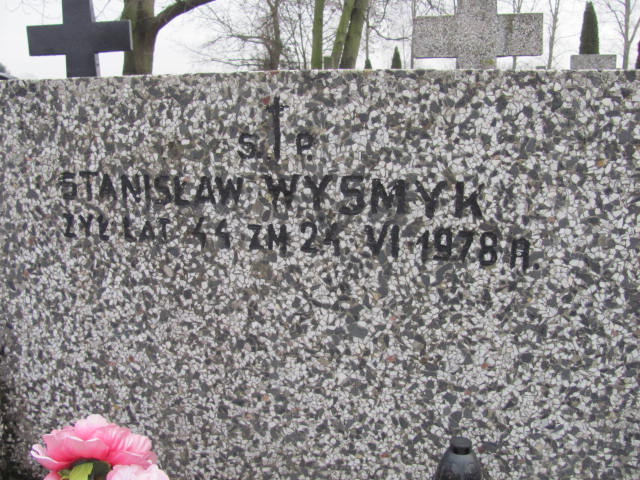 Ś. P.
STANISŁAW WYSMYK
ŻYŁ LAT 44 ZM 24 VI 1978 R.